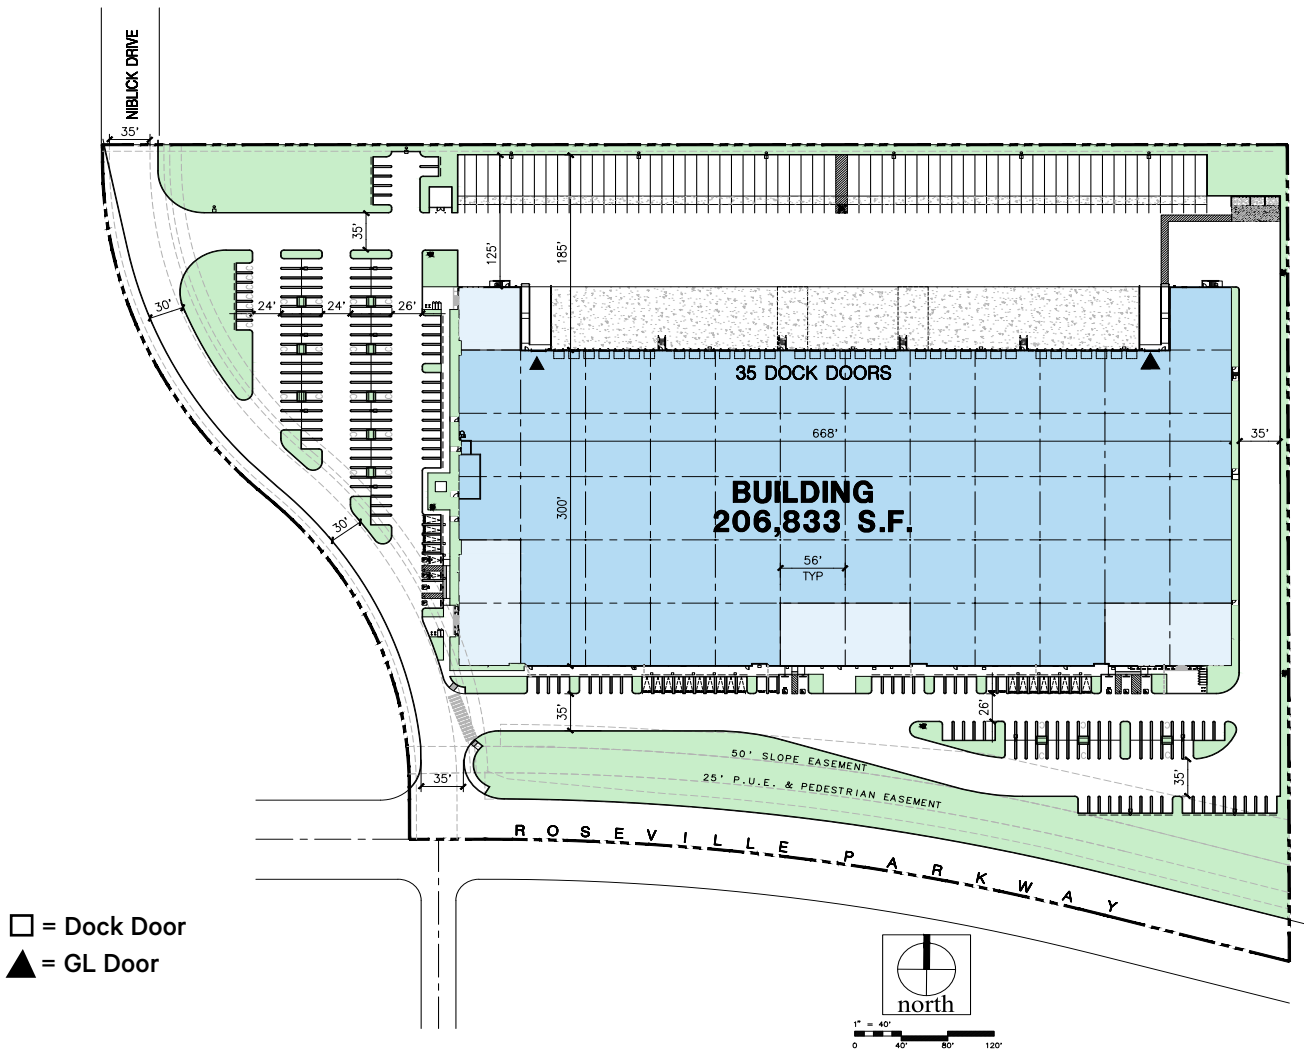 NIBLICK DRIVE
35'
35'
125'
185'
30'
24'
24'
26'
35 DOCK DOORS
668'
35'
BUILDING
206,833 S.F.
300'
30'
56'
TYP
35'
26'
50' SLOPE EASEMENT
25' P.U.E. & PEDESTRIAN EASEMENT
35'
35'
ROSEVILLE PARKWAY
= Dock Door
= GL Door
north
1" = 40'
0 40' 80' 120'